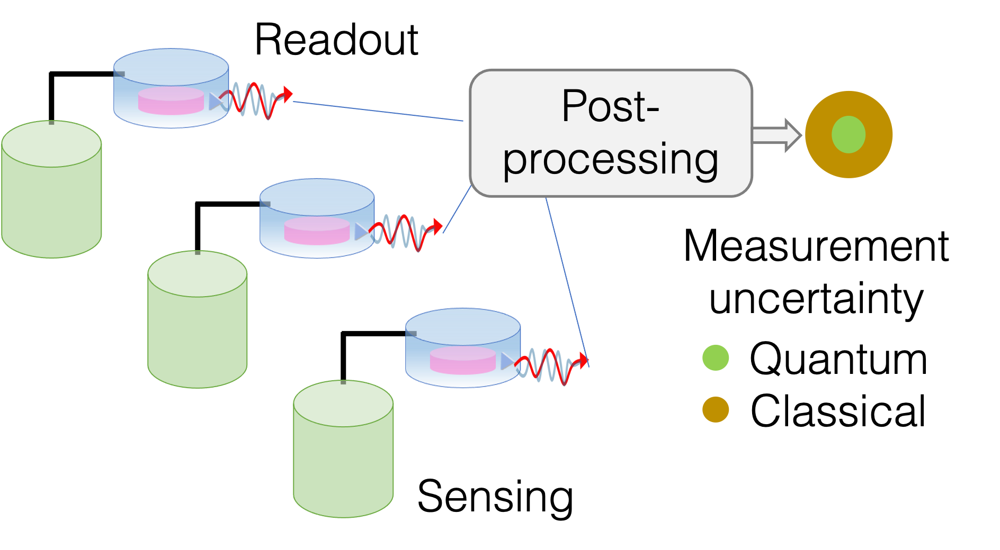 Readout
Post-
processing
Measurement
uncertainty
Quantum
Classical
Sensing